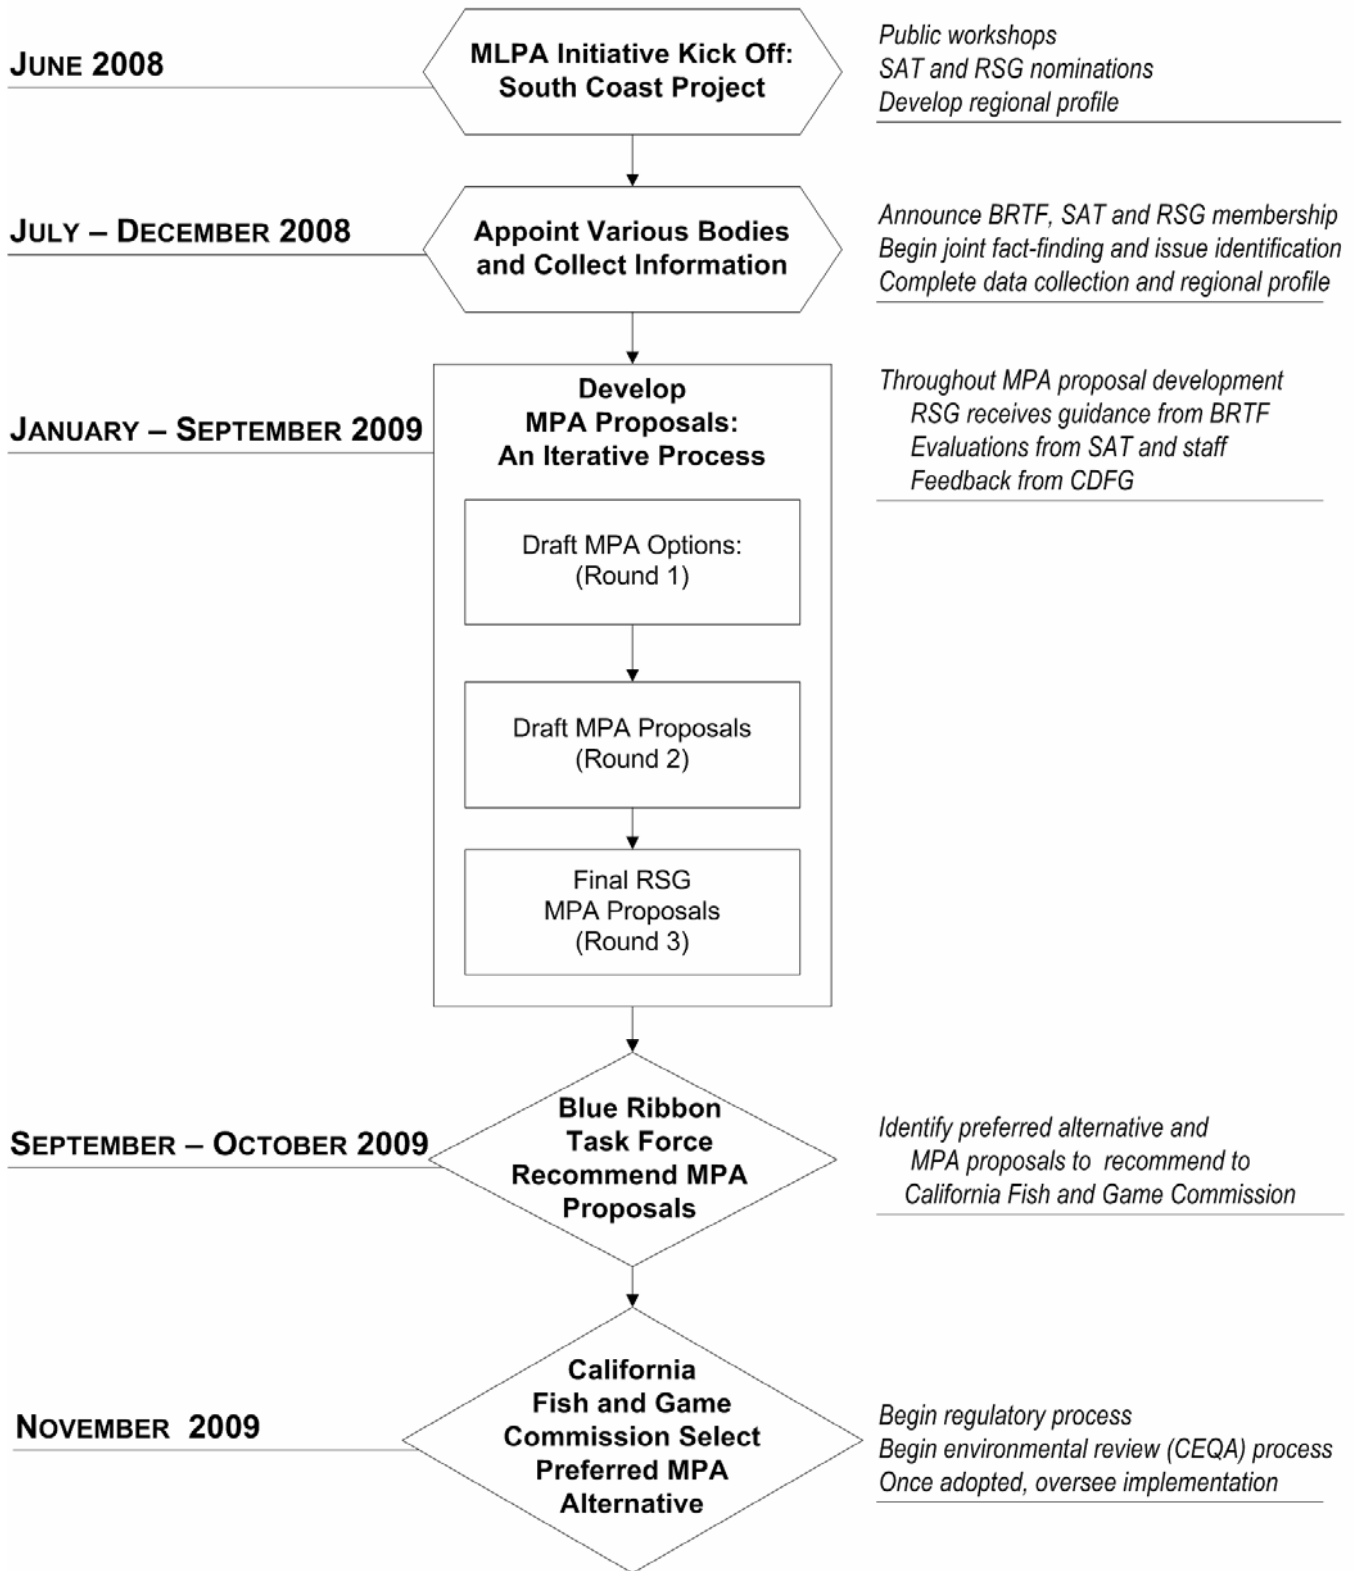 JUNE 2008
MLPA Initiative Kick Off:
South Coast Project
Public workshops
SAT and RSG nominations
Develop regional profile
JULY – DECEMBER 2008
Appoint Various Bodies
and Collect Information
Announce BRTF, SAT and RSG membership
Begin joint fact-finding and issue identification
Complete data collection and regional profile
JANUARY – SEPTEMBER 2009
Develop
MPA Proposals:
An Iterative Process
Throughout MPA proposal development
RSG receives guidance from BRTF
Evaluations from SAT and staff
Feedback from CDFG
Draft MPA Options:
(Round 1)
Draft MPA Proposals
(Round 2)
Final RSG
MPA Proposals
(Round 3)
SEPTEMBER – OCTOBER 2009
Blue Ribbon
Task Force
Recommend MPA
Proposals
Identify preferred alternative and
MPA proposals to recommend to
California Fish and Game Commission
NOVEMBER 2009
California
Fish and Game
Commission Select
Preferred MPA
Alternative
Begin regulatory process
Begin environmental review (CEQA) process
Once adopted, oversee implementation